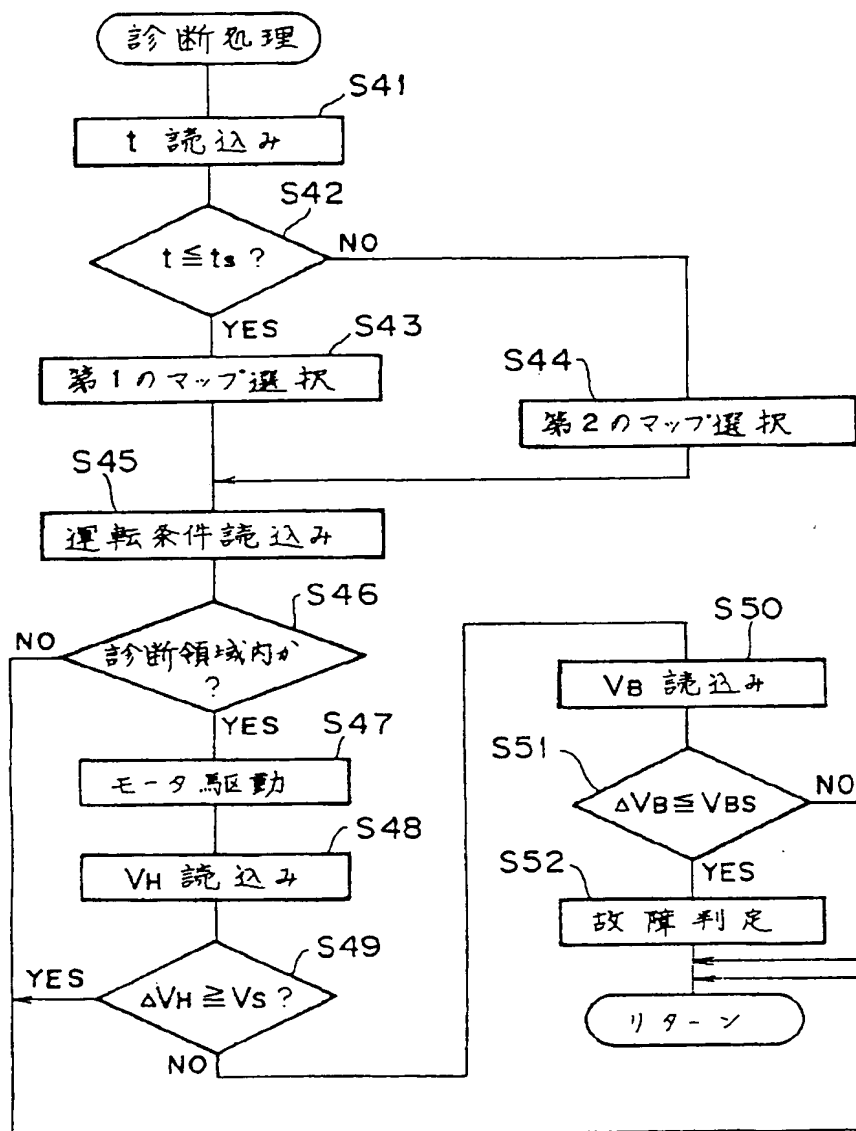 診断処理
S41
t 読込み
S42
t≦ts?
NO
YES
S43
第1のマップ選択
S44
第2のマップ選択
S45
運転条件読込み
S46
NO
診断領域内か
?
YES
S47
モータ駆動
S48
VH 読込み
S49
YES
ΔVH≧VS?
NO
S50
VB 読込み
S51
ΔVB≦VBS
NO
YES
S52
故障判定
リターン